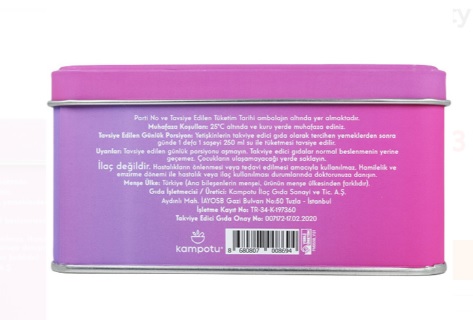 Parti No ve Tavsiye Edilen Tüketim Tarihi ambalajın altında yer almaktadır.
Muhafaza Koşulları: 25°C altında ve kuru yerde muhafaza ediniz.
Tavsiye Edilen Günlük Porsiyon: Yetişkinlerin takviye edici gıda olarak tercihen yemeklerden sonra
günde 1 defa 1 saşeyi 250 ml su ile tüketmesi tavsiye edilir.
Uyarılar: Tavsiye edilen günlük porsiyonu aşmayın. Takviye edici gıdalar normal beslenmenin yerine
geçemez. Çocukların ulaşamayacağı yerde saklayın.
İlaç değildir. Hastalıkların önlenmesi veya tedavi edilmesi amacıyla kullanılmaz. Hamilelik ve
emzirme dönemi ile hastalık veya ilaç kullanılması durumlarında doktorunuza danışın.
Menşe Ülke: Türkiye (Ana bileşenlerin menşei, ürünün menşe ülkesinden farklıdır).
Gıda İşletmecisi / Üretici: Kampotu İlaç Gıda Sanayi ve Tic. A.Ş.
Aydınlı Mah. İAYOSB Gazi Bulvarı No:50 Tuzla - İstanbul
İşletme Kayıt No: TR-34-K-197360
Takviye Edici Gıda Onay No: 007172-17.02.2020
kampotu
8 680807 008694